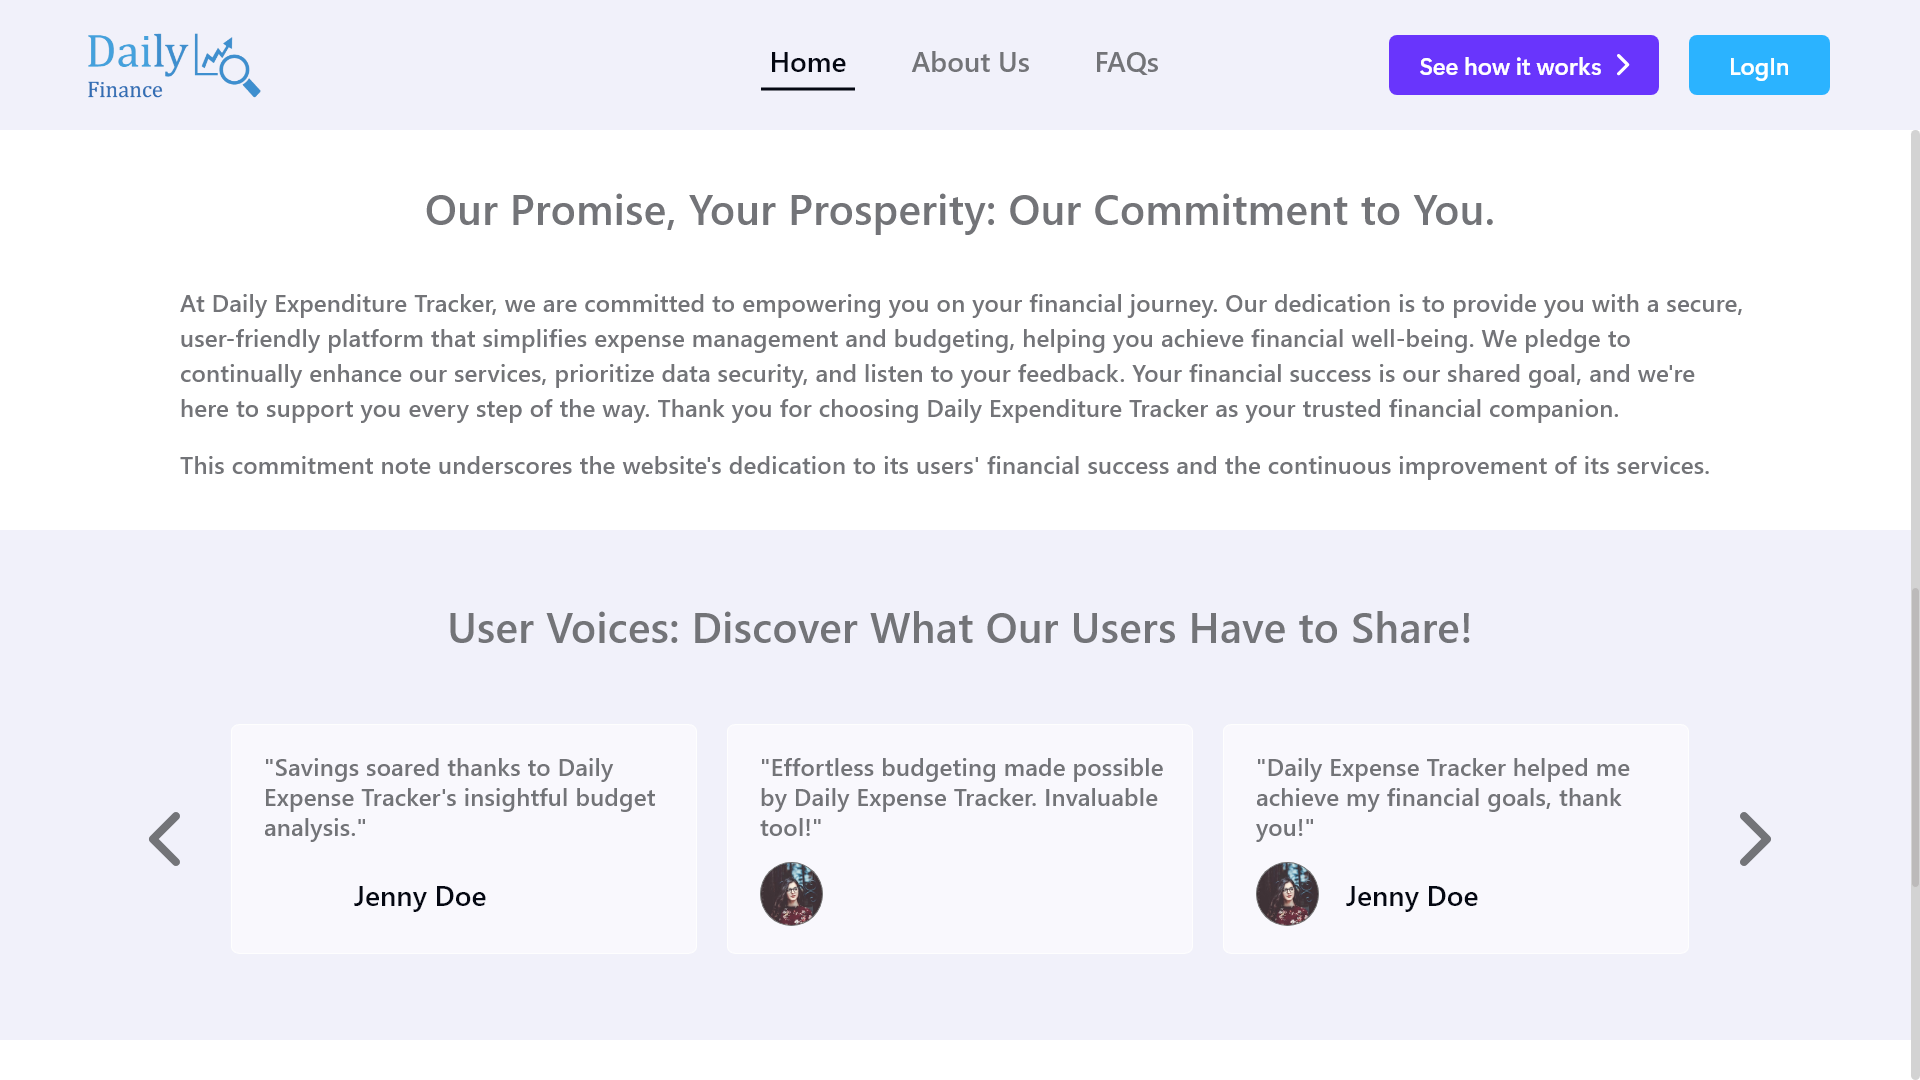 Daily
Finance
Home
About Us
FAQs
See how it works
LogIn
Our Promise, Your Prosperity: Our Commitment to You.
At Daily Expenditure Tracker, we are committed to empowering you on your financial journey. Our dedication is to provide you with a secure,
user-friendly platform that simplifies expense management and budgeting, helping you achieve financial well-being. We pledge to
continually enhance our services, prioritize data security, and listen to your feedback. Your financial success is our shared goal, and we're
here to support you every step of the way. Thank you for choosing Daily Expenditure Tracker as your trusted financial companion.
This commitment note underscores the website's dedication to its users' financial success and the continuous improvement of its services.
User Voices: Discover What Our Users Have to Share!
"Savings soared thanks to Daily
Expense Tracker's insightful budget
analysis."
Jenny Doe
"Effortless budgeting made possible
by Daily Expense Tracker. Invaluable
tool!"
"Daily Expense Tracker helped me
achieve my financial goals, thank
you!"
Jenny Doe